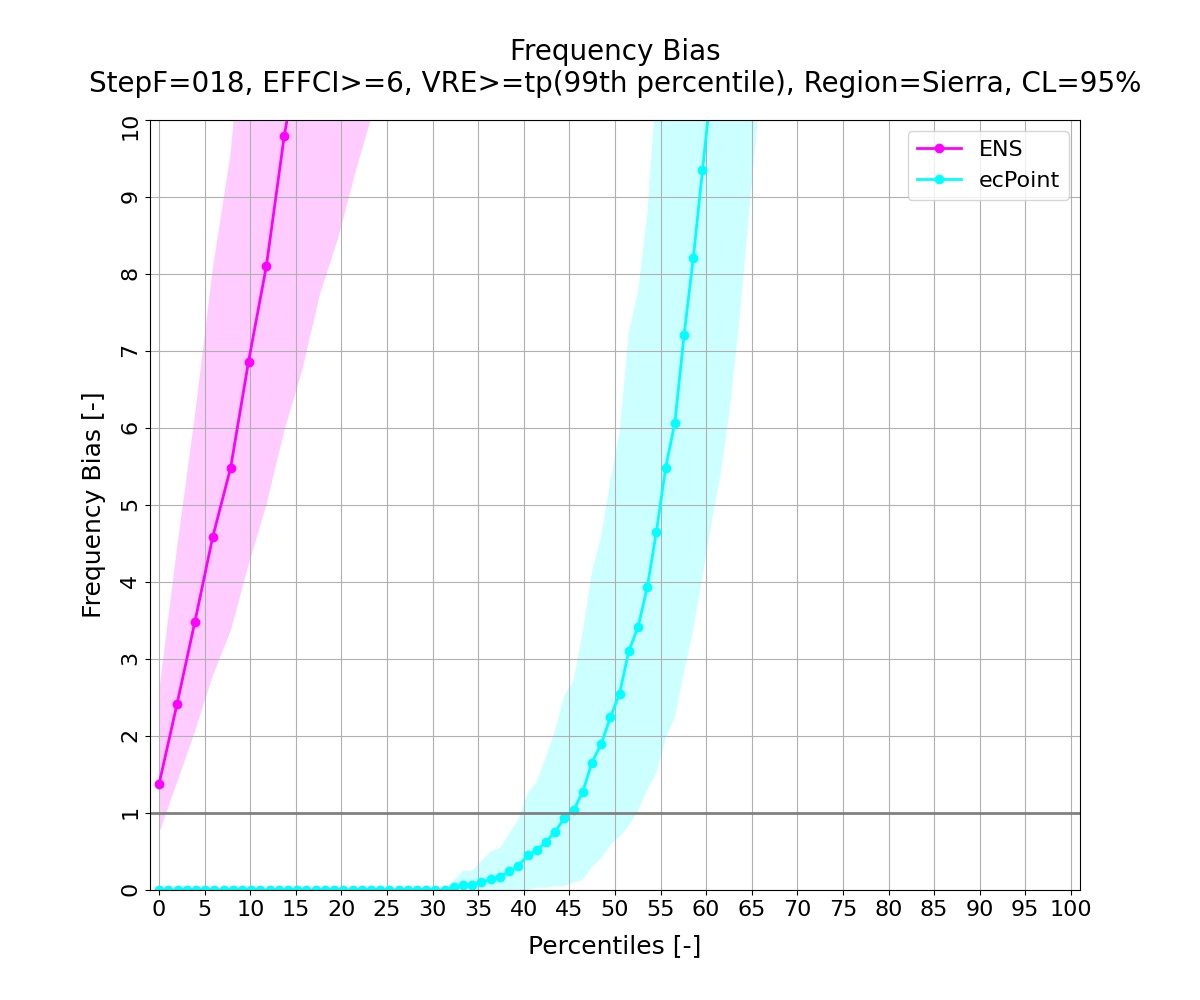 Frequency Bias
StepF=018, EFFCI>=6, VRE>=tp(99th percentile), Region=Sierra, CL=95%
ENS
ecPoint
Frequency Bias [-]
10
9
8
7
6
5
4
3
2
1
0
0 5 10 15 20 25 30 35 40 45 50 55 60 65 70 75 80 85 90 95 100
Percentiles [-]